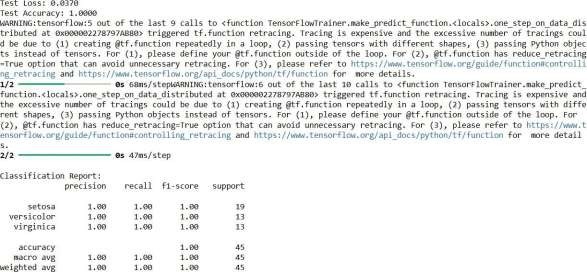 Test Loss: 0.0370
Test Accuracy: 1.0000
WARNING:tensorflow:5 out of the last 9 calls to <function TensorFlowTrainer.make_predict_function.<locals>.one_step_on_data_dis
tributed at 0x000002278797AB80> triggered tf.function retracing. Tracing is expensive and the excessive number of tracings coul
d be due to (1) creating @tf.function repeatedly in a loop, (2) passing tensors with different shapes, (3) passing Python objec
ts instead of tensors. For (1), please define your @tf.function outside of the loop. For (2), @tf.function has reduce_retracing
=True option that can avoid unnecessary retracing. For (3), please refer to https://www.tensorflow.org/guide/function#controlli
ng_retracing and https://www.tensorflow.org/api_docs/python/tf/function for  more details.
1/2 0s 68ms/stepWARNING:tensorflow:6 out of the last 10 calls to <function TensorFlowTrainer.make_predict_
function.<locals>.one_step_on_data_distributed at 0x000002278797AB80> triggered tf.function retracing. Tracing is expensive and
the excessive number of tracings could be due to (1) creating @tf.function repeatedly in a loop, (2) passing tensors with diffe
rent shapes, (3) passing Python objects instead of tensors. For (1), please define your @tf.function outside of the loop. For
(2), @tf.function has reduce_retracing=True option that can avoid unnecessary retracing. For (3), please refer to https://www.t
ensorflow.org/guide/function#controlling_retracing and https://www.tensorflow.org/api_docs/python/tf/function for  more detail
s.
2/2 0s 47ms/step
Classification Report:
precision recall f1-score support
setosa 1.00 1.00 1.00 19
versicolor 1.00 1.00 1.00 13
virginica 1.00 1.00 1.00 13
accuracy 1.00 45
macro avg 1.00 1.00 1.00 45
weighted avg 1.00 1.00 1.00 45